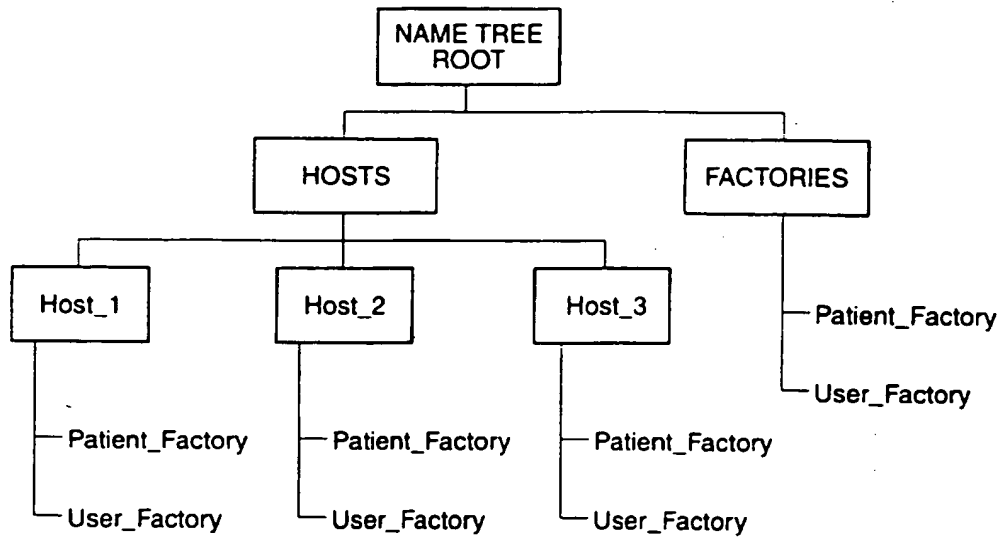 NAME TREE
ROOT
HOSTS
FACTORIES
Host_1
Host_2
Host_3
Patient_Factory
User_Factory
Patient_Factory
User_Factory
Patient_Factory
User_Factory
Patient_Factory
User_Factory